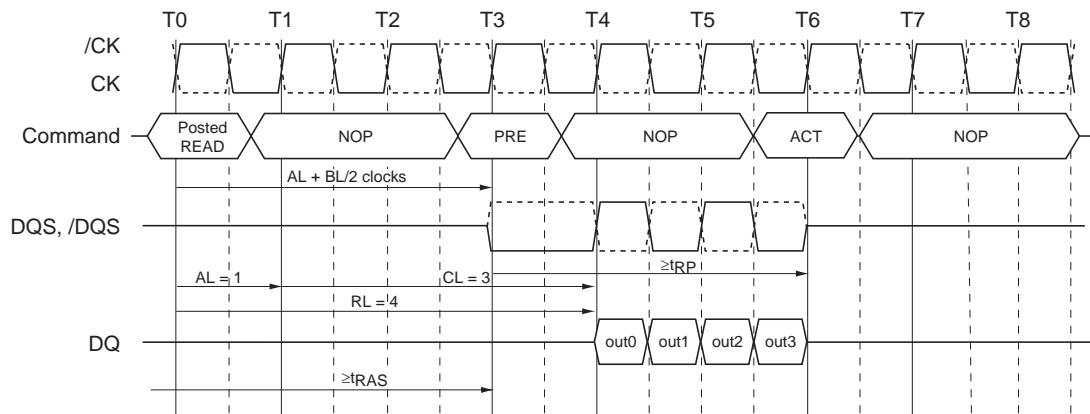 T0 T1 T2 T3 T4 T5 T6 T7 T8
/CK
CK
Command
Posted
READ
NOP
PRE
NOP
ACT
NOP
AL + BL/2 clocks
DQS, /DQS
≥tRP
AL = 1
CL = 3
RL = 4
DQ
out0 out1 out2 out3
≥tRAS